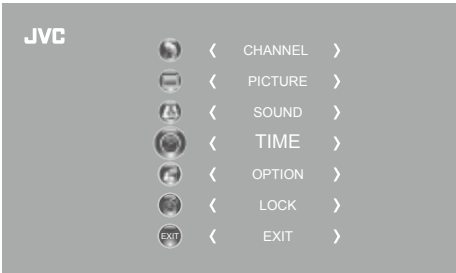 JVC
CHANNEL
PICTURE
SOUND
TIME
OPTION
LOCK
EXIT EXIT